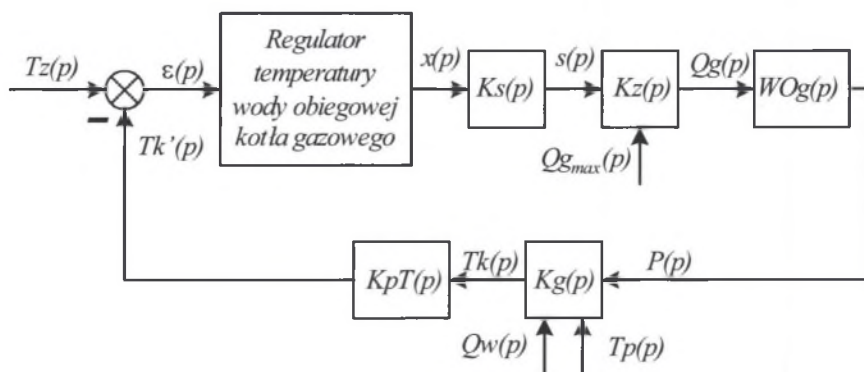 Tz(p)
ε(p)
Regulator
temperatury
wody obiegowej
kotła gazowego
x(p)
Ks(p)
s(p)
Kz(p)
Qg(p)
WOg(p)
Tk'(p)
Qgmax(p)
KpT(p)
Tk(p)
Kg(p)
P(p)
Qw(p)
Tp(p)